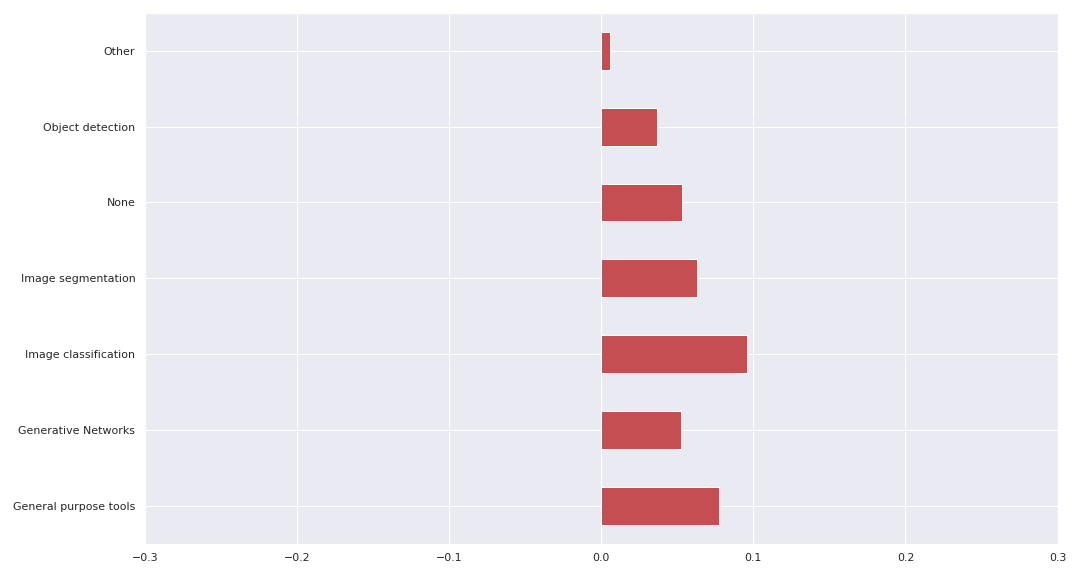 Other
Object detection
None
Image segmentation
Image classification
Generative Networks
General purpose tools
−0.3 −0.2 −0.1 0.0 0.1 0.2 0.3